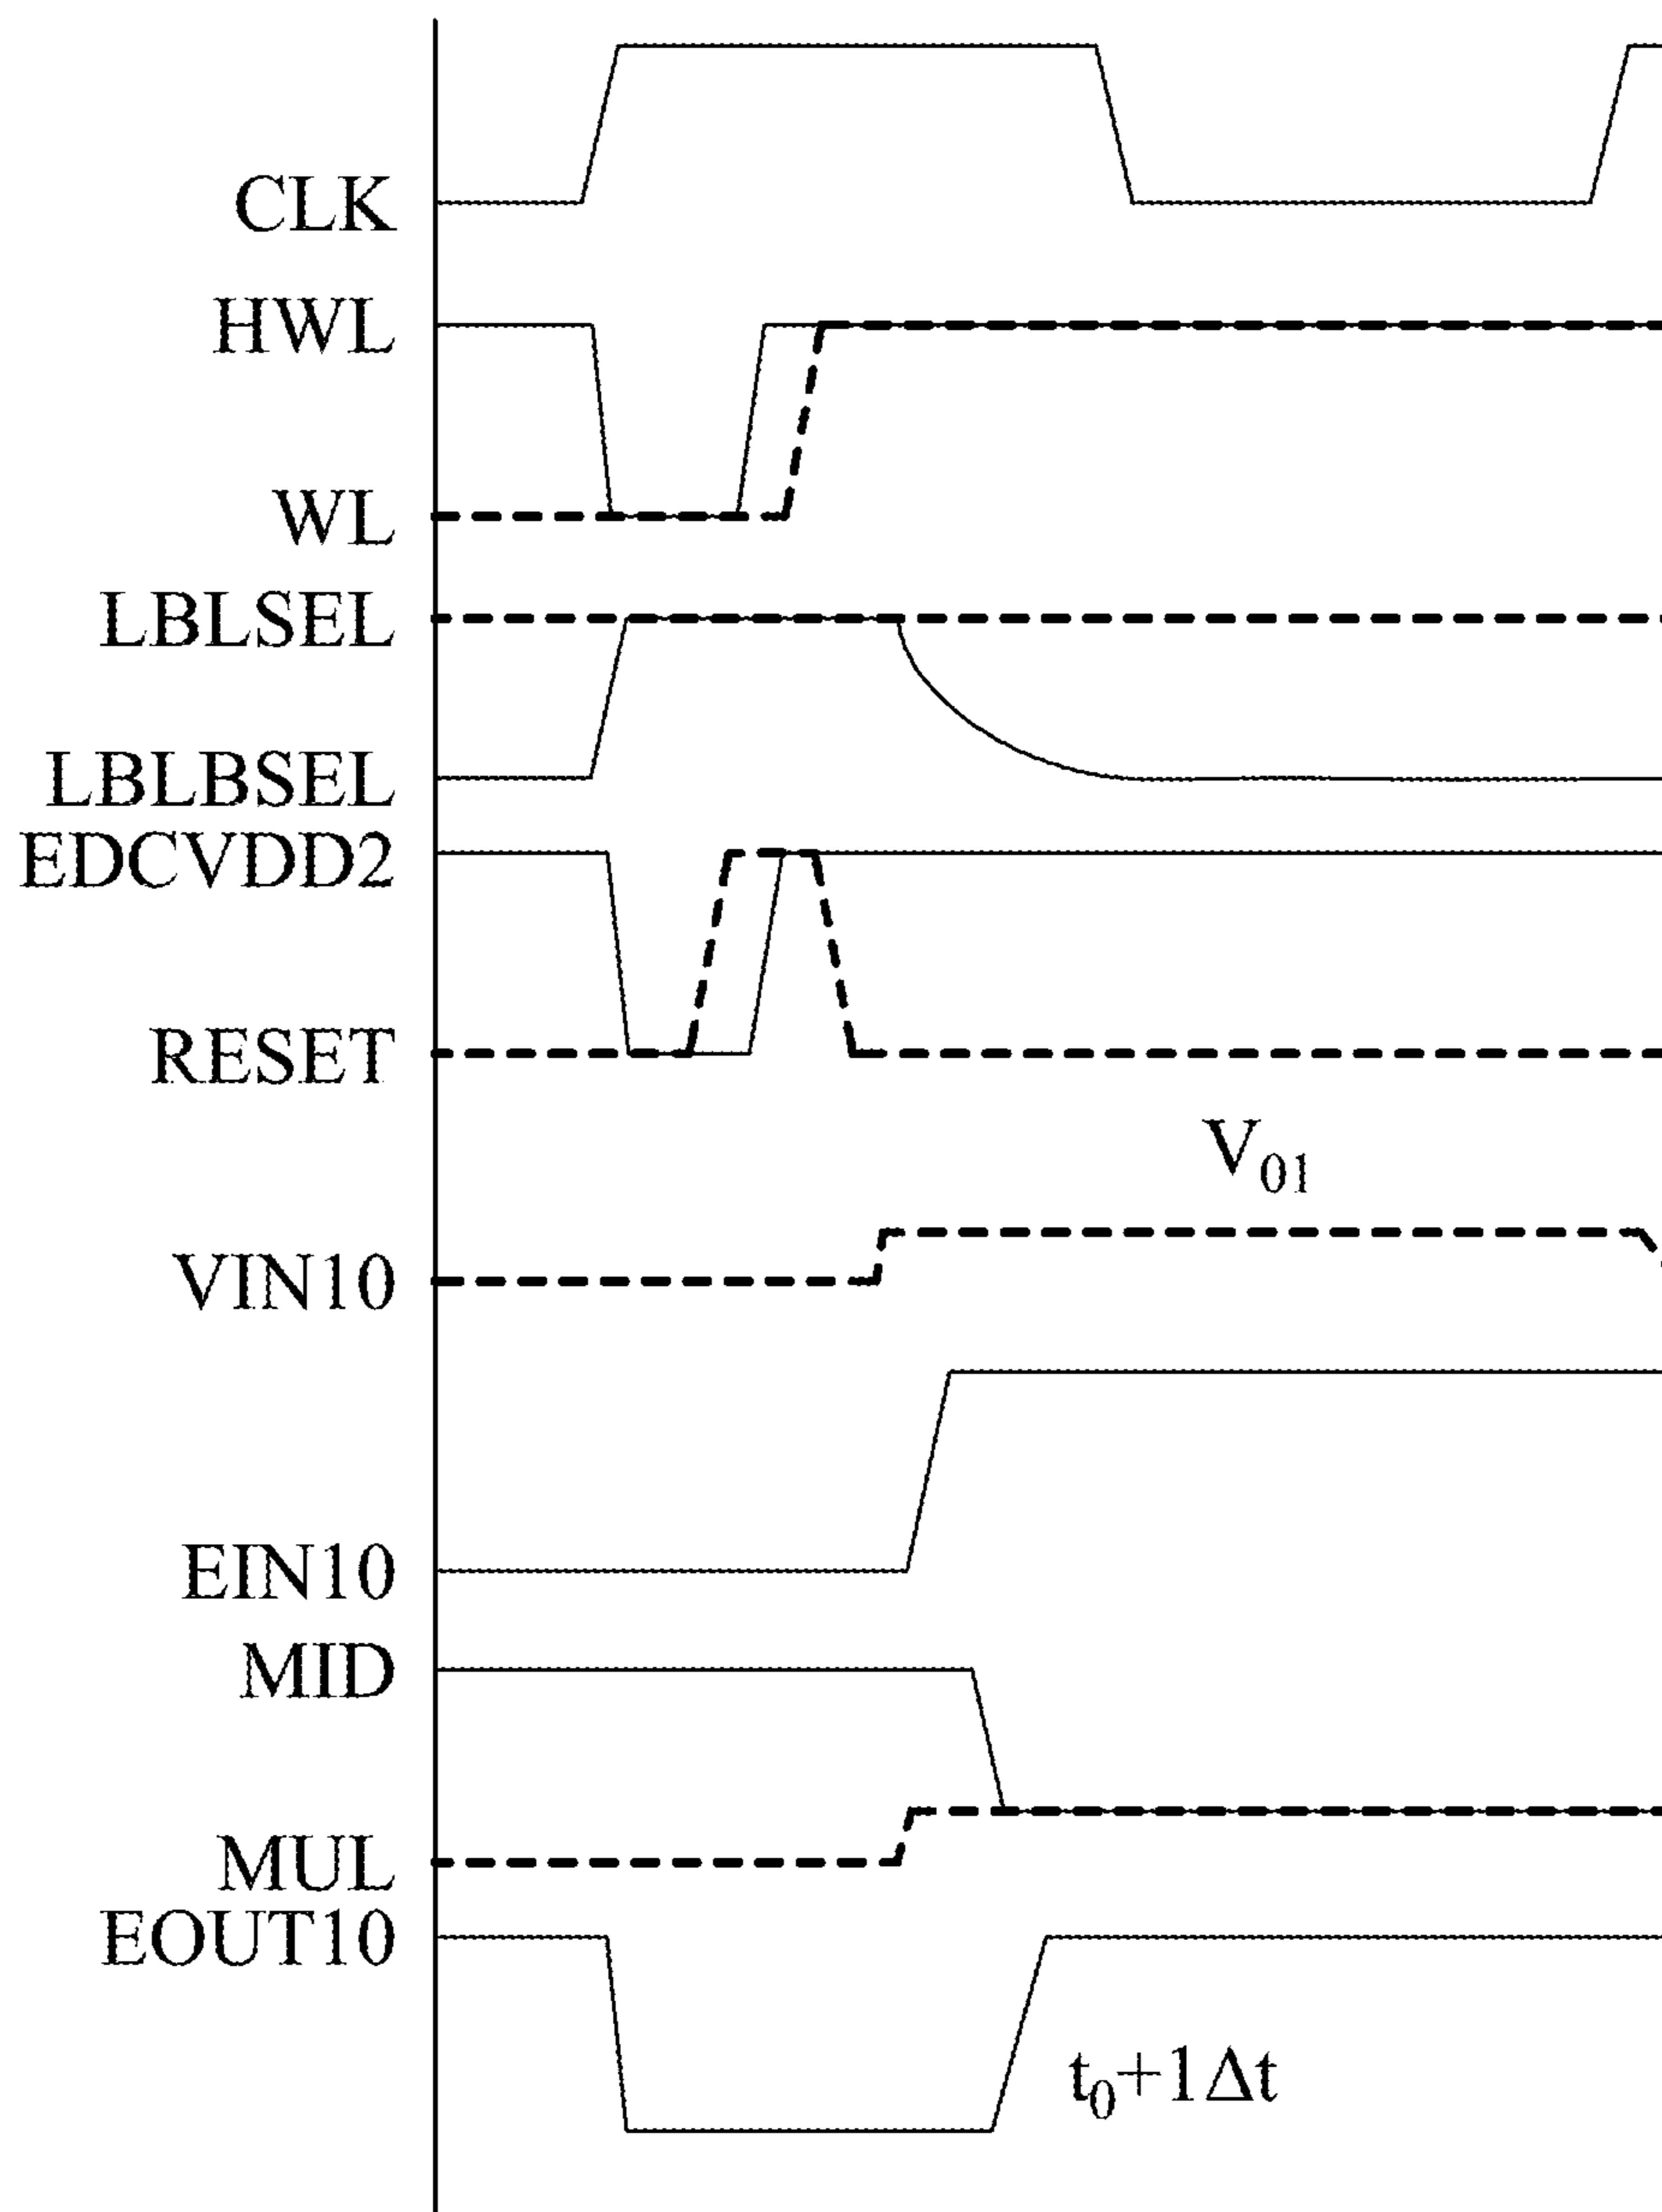 CLK
HWL
WL
LBLSEL
LBLBSEL
EDCVDD2
RESET
V₀₁
VIN10
EIN10
MID
MUL
EOUT10
t₀+1Δt